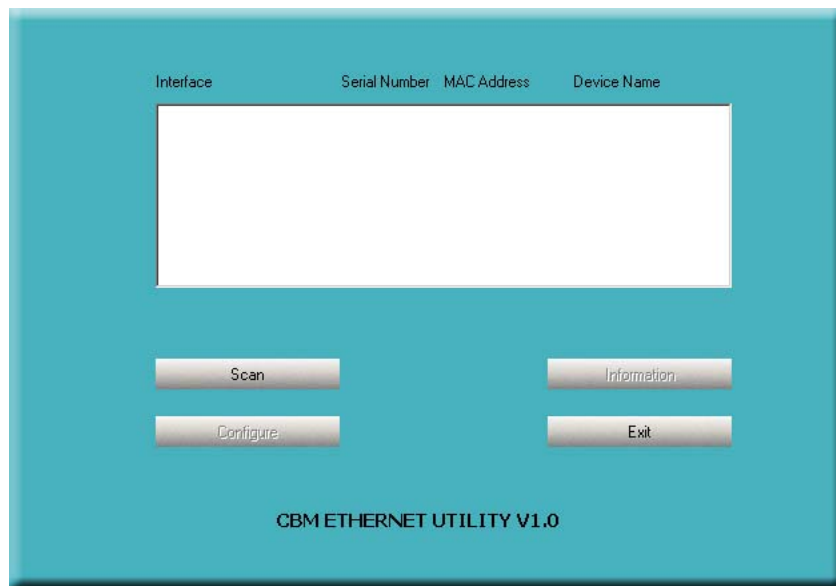 Interface Serial Number MAC Address Device Name
Scan Information
Configure Exit
CBM ETHERNET UTILITY V1.0